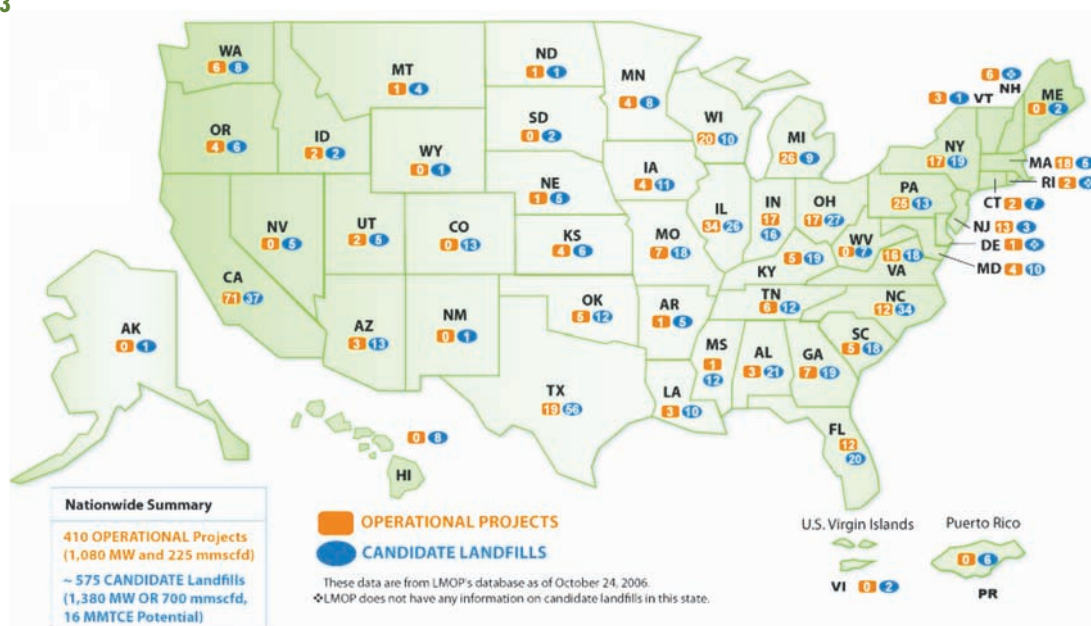 3
WA
6 8
OR
4 6
CA
71 37
NV
0 5
ID
2 2
MT
1 4
WY
0 1
UT
2 5
AZ
3 13
CO
0 13
NM
0 1
ND
1 1
SD
0 2
NE
1 5
KS
4 6
OK
5 12
TX
19 56
MN
4 8
IA
4 11
MO
7 18
AR
1 5
LA
3 10
WI
20 10
IL
34 26
MI
26 9
IN
17
16
OH
17 27
KY
5 19
TN
6 12
MS
1
12
AL
3 21
GA
7 19
FL
12
20
SC
5 18
NC
12 34
VA
16 18
WV
0 7
PA
25 13
NY
17 19
VT
3 1
NH
6 ❖
ME
0 2
MA 18 5
RI 2 ❖
CT 2 7
NJ 13 3
DE 1 ❖
MD 4 10
AK
0 1
HI
0 8
Nationwide Summary
410 OPERATIONAL Projects
(1,080 MW and 225 mmscfd)
~ 575 CANDIDATE Landfills
(1,380 MW OR 700 mmscfd,
16 MMTCE Potential)
OPERATIONAL PROJECTS
CANDIDATE LANDFILLS
These data are from LMOP's database as of October 24, 2006.
❖LMOP does not have any information on candidate landfills in this state.
U.S. Virgin Islands
VI 0 2
Puerto Rico
0 6
PR